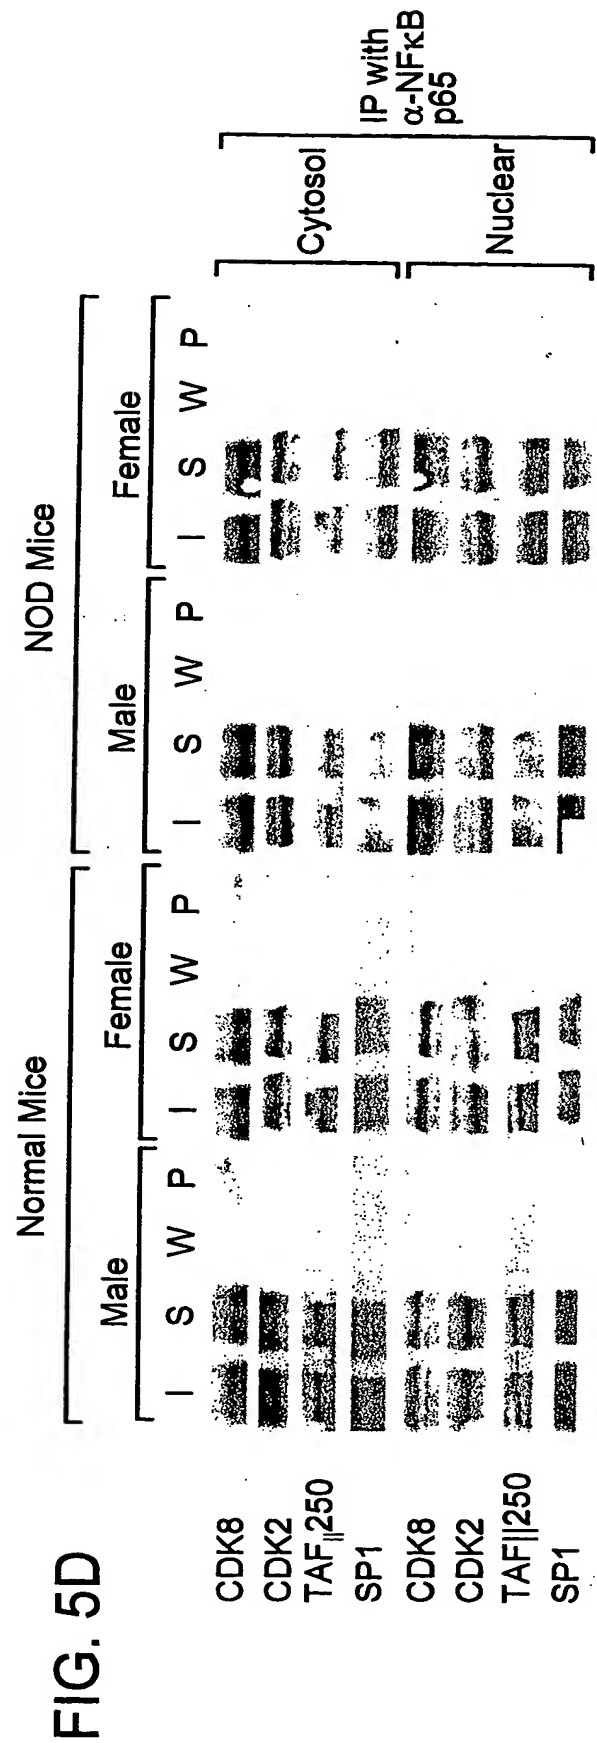 FIG. 5D
Normal Mice
NOD Mice
Male
Female
Male
Female
I S W P
I S W P
I S W P
I S W P
CDK8
CDK2
TAF_{||}250
SP1
Cytosol
CDK8
CDK2
TAF||250
SP1
Nuclear
IP with
α-NFκB
p65